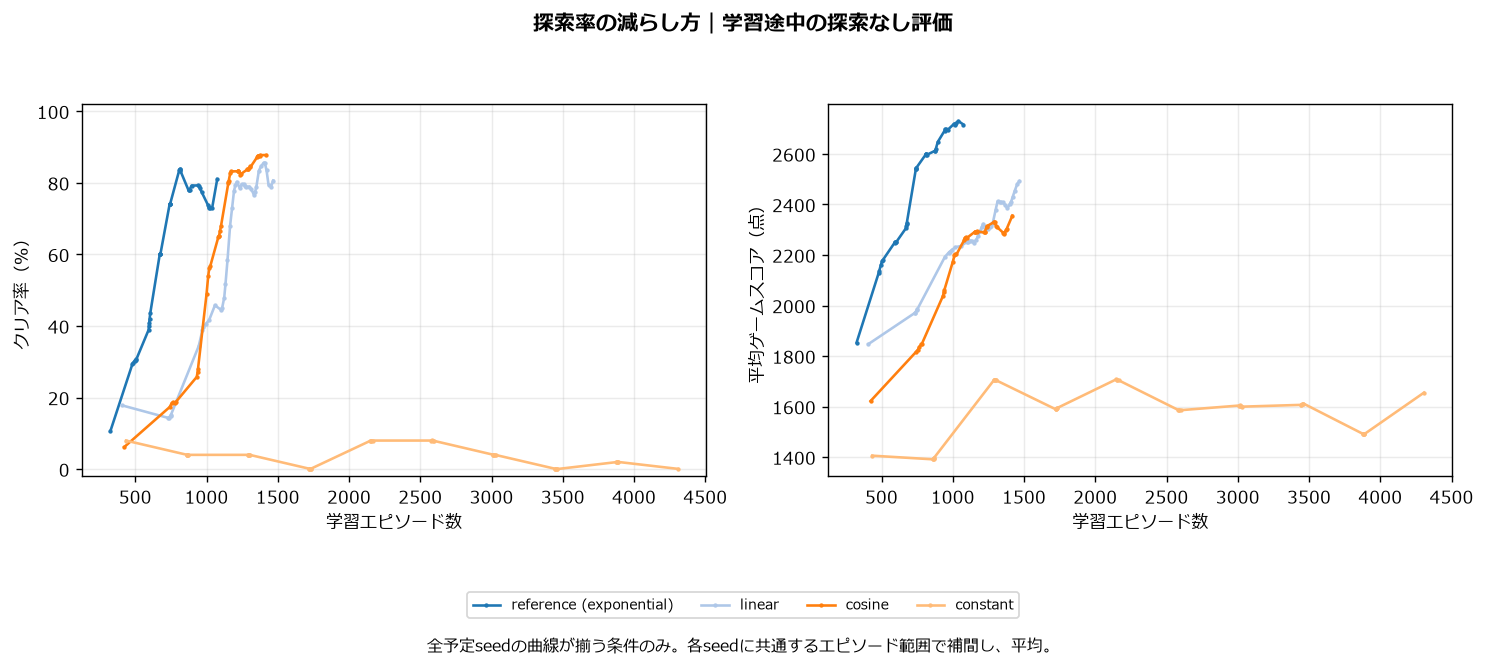 探索率の減らし方｜学習途中の探索なし評価
クリア率（%）
100
80
60
40
20
0
500 1000 1500 2000 2500 3000 3500 4000 4500
学習エピソード数
平均ゲームスコア（点）
2600
2400
2200
2000
1800
1600
1400
500 1000 1500 2000 2500 3000 3500 4000 4500
学習エピソード数
reference (exponential) linear cosine constant
全予定seedの曲線が揃う条件のみ。各seedに共通するエピソード範囲で補間し、平均。